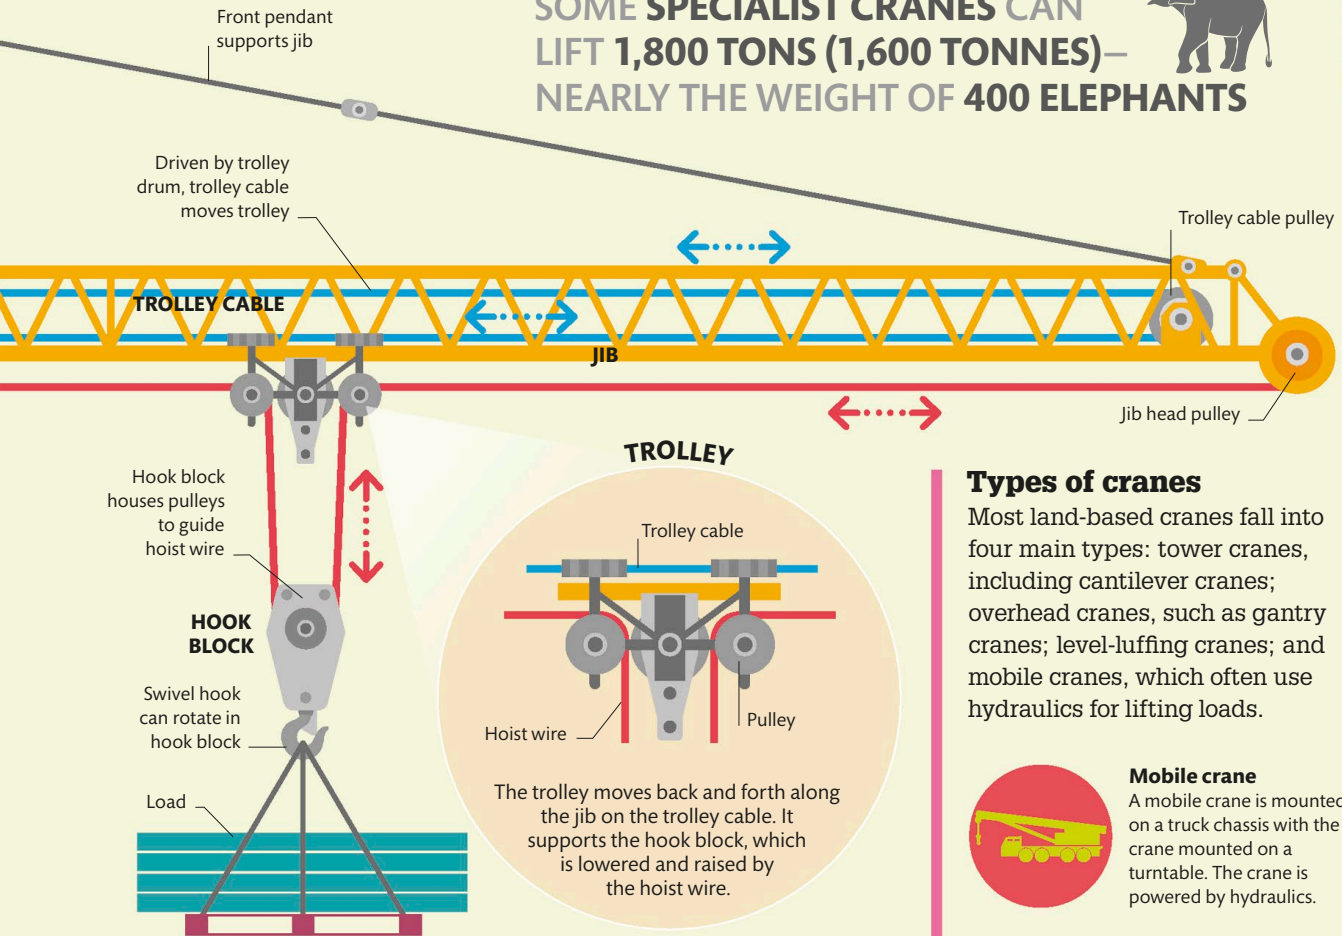 Front pendant
supports jib
SOME SPECIALIST CRANES CAN
LIFT 1,800 TONS (1,600 TONNES)–
NEARLY THE WEIGHT OF 400 ELEPHANTS
Driven by trolley
drum, trolley cable
moves trolley
Trolley cable pulley
TROLLEY CABLE
JIB
Jib head pulley
Hook block
houses pulleys
to guide
hoist wire
HOOK
BLOCK
Swivel hook
can rotate in
hook block
Load
TROLLEY
Trolley cable
Hoist wire
Pulley
The trolley moves back and forth along
the jib on the trolley cable. It
supports the hook block, which
is lowered and raised by
the hoist wire.
Types of cranes
Most land-based cranes fall into
four main types: tower cranes,
including cantilever cranes;
overhead cranes, such as gantry
cranes; level-luffing cranes; and
mobile cranes, which often use
hydraulics for lifting loads.
Mobile crane
A mobile crane is mounted
on a truck chassis with the
crane mounted on a
turntable. The crane is
powered by hydraulics.